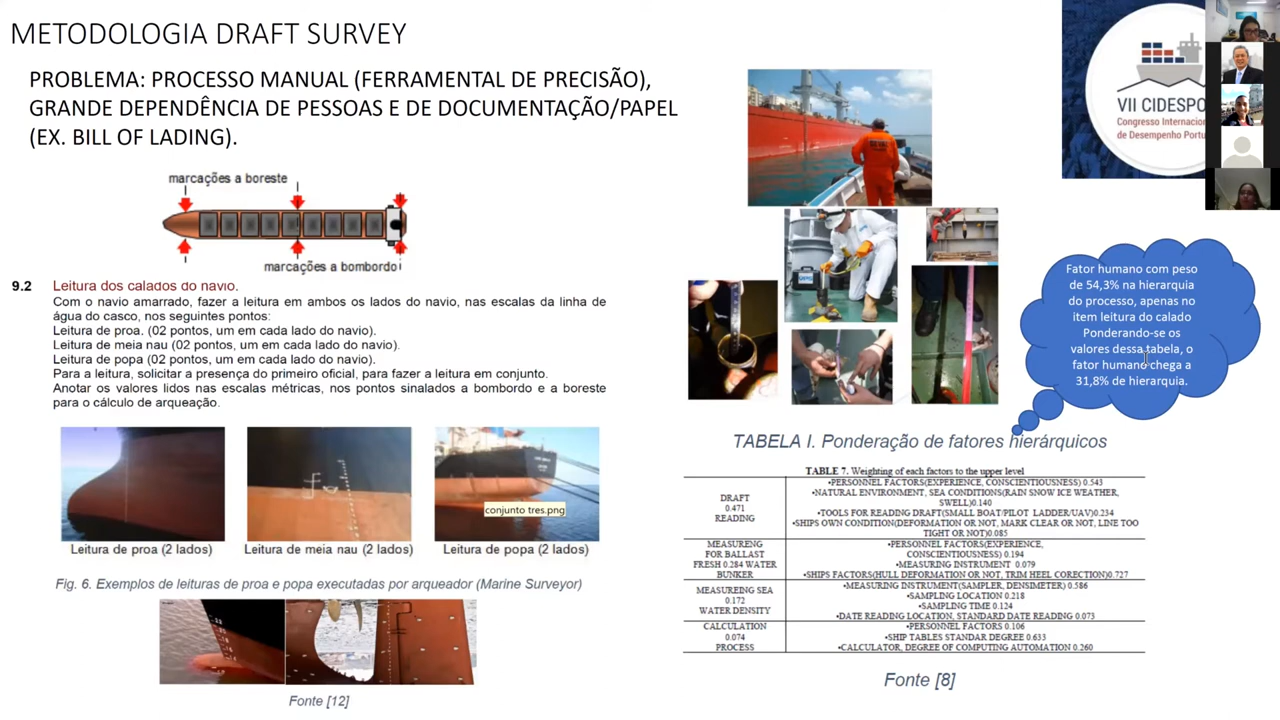 METODOLOGIA DRAFT SURVEY
PROBLEMA: PROCESSO MANUAL (FERRAMENTAL DE PRECISÃO),
GRANDE DEPENDÊNCIA DE PESSOAS E DE DOCUMENTAÇÃO/PAPEL
(EX. BILL OF LADING).
marcações a boreste
marcações a bombordo
9.2 Leitura dos calados do navio.
Com o navio amarrado, fazer a leitura em ambos os lados do navio, nas escalas da linha de
água do casco, nos seguintes pontos:
Leitura de proa. (02 pontos, um em cada lado do navio).
Leitura de meia nau (02 pontos, um em cada lado do navio).
Leitura de popa (02 pontos, um em cada lado do navio).
Para a leitura, solicitar a presença do primeiro oficial, para fazer a leitura em conjunto.
Anotar os valores lidos nas escalas métricas, nos pontos sinalados a bombordo e a boreste
para o cálculo de arqueação.
conjunto tres.png
Leitura de proa (2 lados)
Leitura de meia nau (2 lados)
Leitura de popa (2 lados)
Fig. 6. Exemplos de leituras de proa e popa executadas por arqueador (Marine Surveyor)
Fonte [12]
VII CIDESPO
Congresso Internacion
de Desempenho Portu
Fator humano com peso
de 54,3% na hierarquia
do processo, apenas no
item leitura do calado
Ponderando-se os
valores dessa tabela, o
fator humano chega a
31,8% de hierarquia.
TABELA I. Ponderação de fatores hierárquicos
TABLE 7. Weighting of each factors to the upper level
DRAFT
0.471
READING
•PERSONNEL FACTORS(EXPERIENCE, CONSCIENTIOUSNESS) 0.543
•NATURAL ENVIRONMENT, SEA CONDITIONS(RAIN SNOW ICE WEATHER,
SWELL)0.140
•TOOLS FOR READING DRAFT(SMALL BOAT/PILOT LADDER/UAV)0.234
•SHIPS OWN CONDITION(DEFORMATION OR NOT, MARK CLEAR OR NOT, LINE TOO
TIGHT OR NOT)0.085
MEASURENG
FOR BALLAST
FRESH 0.284 WATER
BUNKER
•PERSONNEL FACTORS(EXPERIENCE,
CONSCIENTIOUSNESS) 0.194
•MEASURING INSTRUMENT 0.079
•SHIPS FACTORS(HULL DEFORMATION OR NOT, TRIM HEEL CORECTION)0.727
MEASUREING SEA
0.172
WATER DENSITY
•MEASURING INSTRUMENT(SAMPLER, DENSIMETER) 0.586
•SAMPLING LOCATION 0.218
•SAMPLING TIME 0.124
•DATE READING LOCATION, STANDARD DATE READING 0.073
CALCULATION
0.074
PROCESS
•PERSONNEL FACTORS 0.106
•SHIP TABLES STANDAR DEGREE 0.633
•CALCULATOR, DEGREE OF COMPUTING AUTOMATION 0.260
Fonte [8]